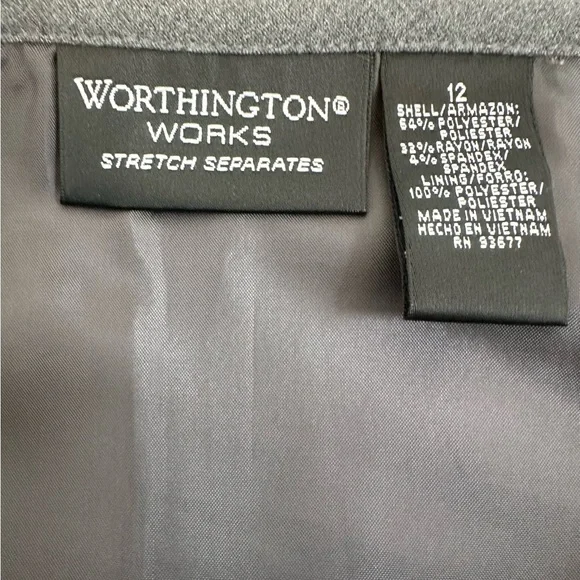 WORTHINGTON®
WORKS
STRETCH SEPARATES
12
SHELL/ARMAZON:
64% POLYESTER/
POLIESTER
32% RAYON/RAYON
4% SPANDEX/
SPANDEX
LINING/FORRO:
100% POLYESTER/
POLIESTER
MADE IN VIETNAM
HECHO EN VIETNAM
RN 93677